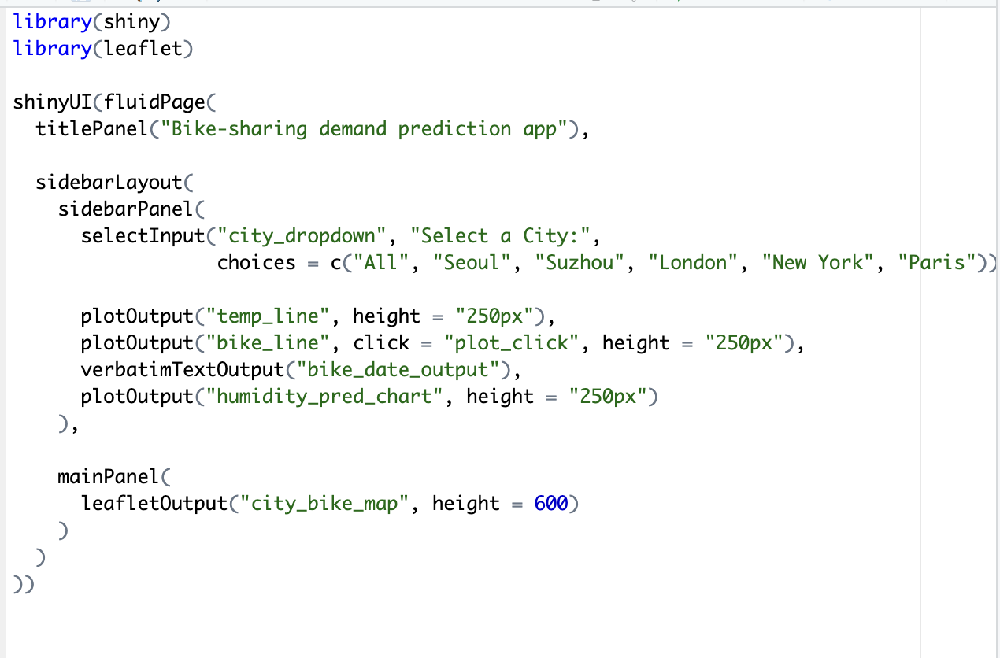 library(shiny)
library(leaflet)

shinyUI(fluidPage(
  titlePanel("Bike-sharing demand prediction app"),

  sidebarLayout(
    sidebarPanel(
      selectInput("city_dropdown", "Select a City:",
                  choices = c("All", "Seoul", "Suzhou", "London", "New York", "Paris"))

      plotOutput("temp_line", height = "250px"),
      plotOutput("bike_line", click = "plot_click", height = "250px"),
      verbatimTextOutput("bike_date_output"),
      plotOutput("humidity_pred_chart", height = "250px")
    ),

    mainPanel(
      leafletOutput("city_bike_map", height = 600)
    )
  )
))